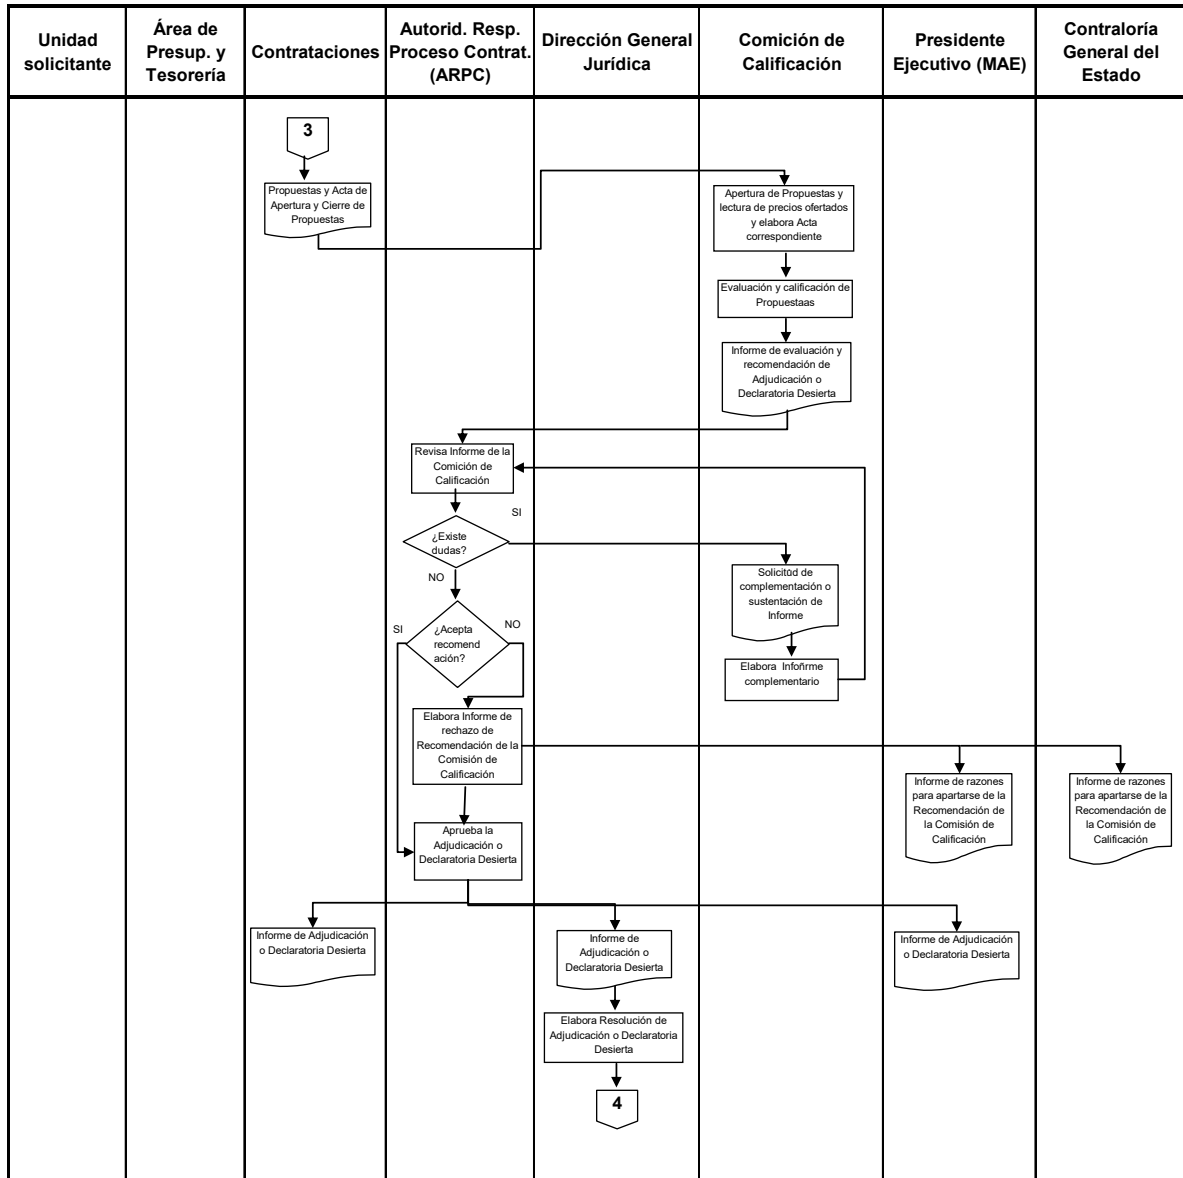 Unidad
solicitante
Área de
Presup. y
Tesorería
Contrataciones
Autorid. Resp.
Proceso Contrat.
(ARPC)
Dirección General
Jurídica
Comición de
Calificación
Presidente
Ejecutivo (MAE)
Contraloría
General del
Estado
3
Propuestas y Acta de
Apertura y Cierre de
Propuestas
Apertura de Propuestas y
lectura de precios ofertados
y elabora Acta
correspondiente
Evaluación y calificación de
Propuestaas
Informe de evaluación y
recomendación de
Adjudicación o
Declaratoria Desierta
Revisa Informe de la
Comición de
Calificación
SI
¿Existe
dudas?
NO
Solicitud de
complementación o
sustentación de
Informe
SI
¿Acepta
recomend
ación?
NO
Elabora Infoñrme
complementario
Elabora Informe de
rechazo de
Recomendación de la
Comisión de
Calificación
Informe de razones
para apartarse de la
Recomendación de
la Comisión de
Calificación
Informe de razones
para apartarse de la
Recomendación de
la Comisión de
Calificación
Aprueba la
Adjudicación o
Declaratoria Desierta
Informe de Adjudicación
o Declaratoria Desierta
Informe de
Adjudicación o
Declaratoria Desierta
Informe de Adjudicación
o Declaratoria Desierta
Elabora Resolución de
Adjudicación o Declaratoria
Desierta
4